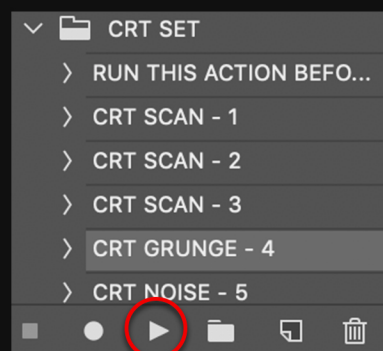 CRT SET
RUN THIS ACTION BEFO...
CRT SCAN - 1
CRT SCAN - 2
CRT SCAN - 3
CRT GRUNGE - 4
CRT NOISE - 5